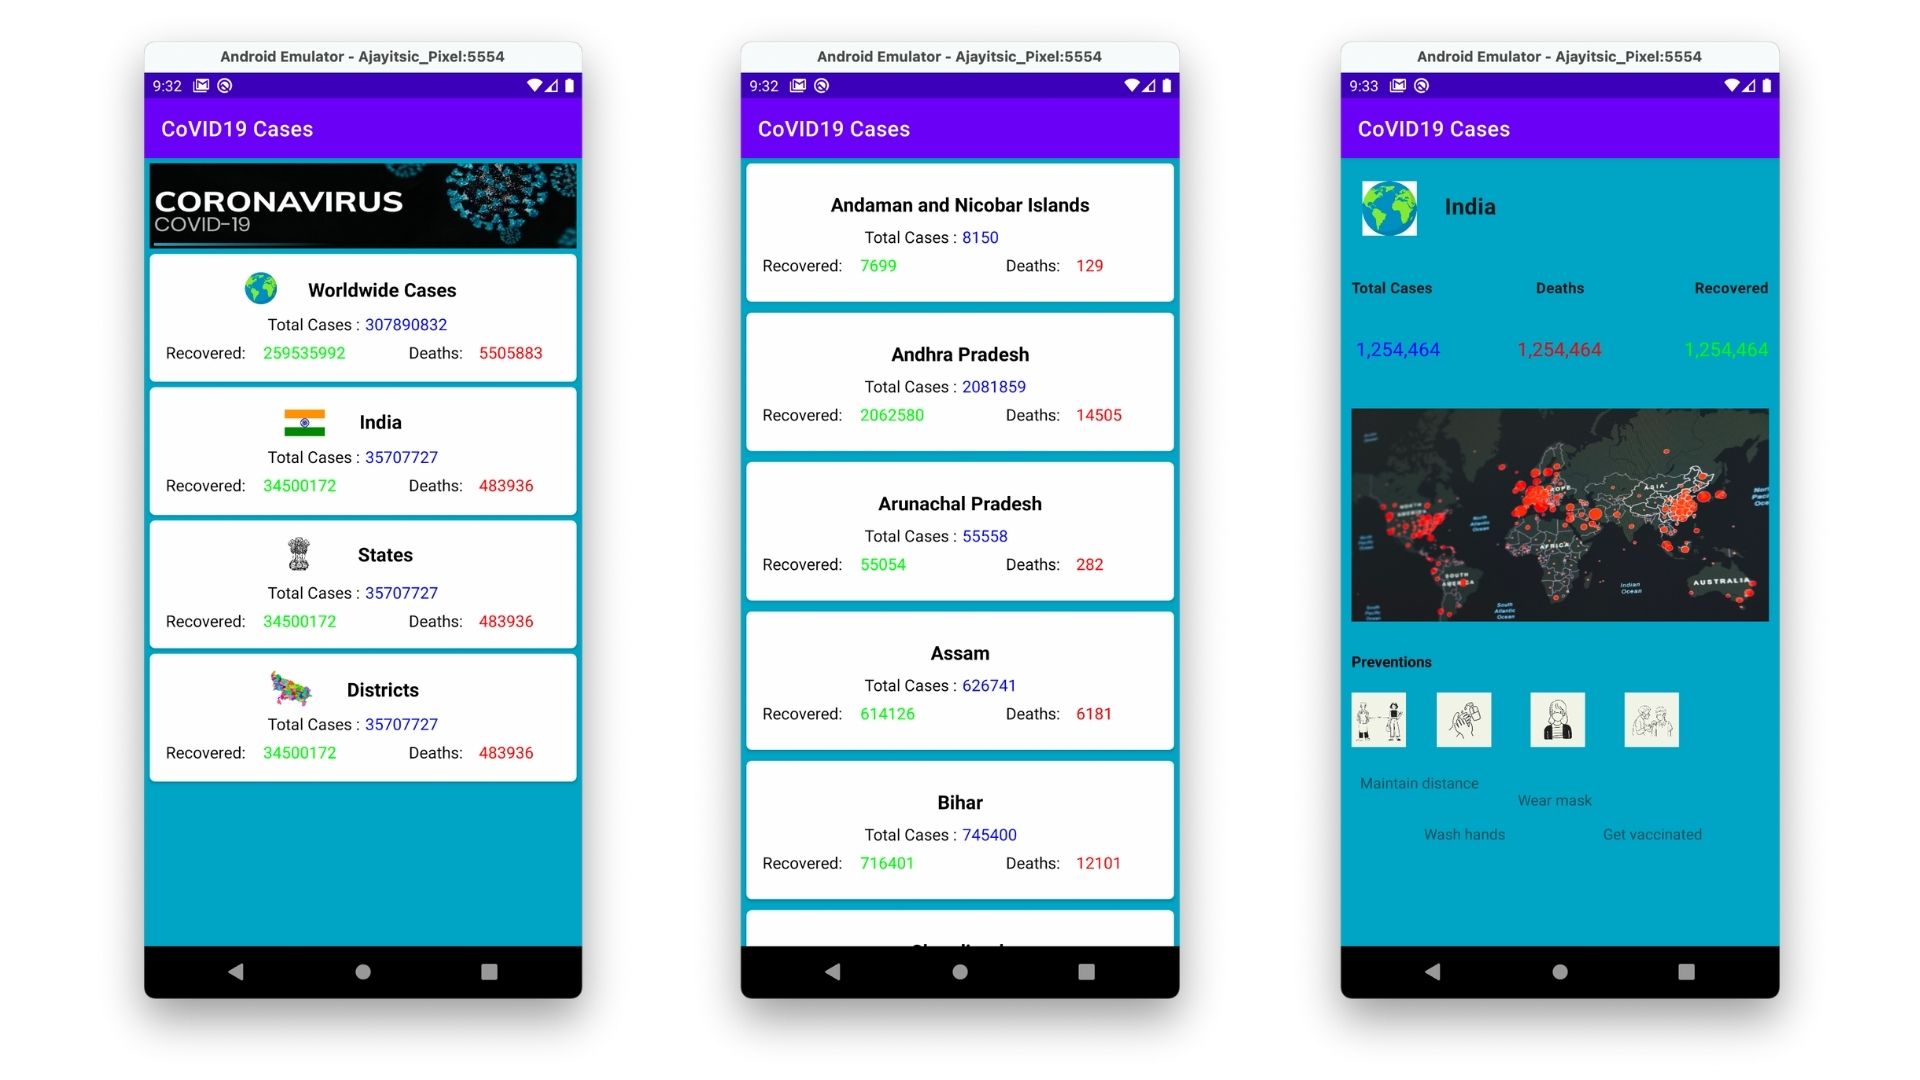 Android Emulator - Ajayitsic_Pixel:5554
9:32
CoVID19 Cases
CORONAVIRUS
COVID-19
Worldwide Cases
Total Cases : 307890832
Recovered: 259535992 Deaths: 5505883
India
Total Cases : 35707727
Recovered: 34500172 Deaths: 483936
States
Total Cases : 35707727
Recovered: 34500172 Deaths: 483936
Districts
Total Cases : 35707727
Recovered: 34500172 Deaths: 483936
Android Emulator - Ajayitsic_Pixel:5554
9:32
CoVID19 Cases
Andaman and Nicobar Islands
Total Cases : 8150
Recovered: 7699 Deaths: 129
Andhra Pradesh
Total Cases : 2081859
Recovered: 2062580 Deaths: 14505
Arunachal Pradesh
Total Cases : 55558
Recovered: 55054 Deaths: 282
Assam
Total Cases : 626741
Recovered: 614126 Deaths: 6181
Bihar
Total Cases : 745400
Recovered: 716401 Deaths: 12101
Android Emulator - Ajayitsic_Pixel:5554
9:33
CoVID19 Cases
India
Total Cases Deaths Recovered
1,254,464 1,254,464 1,254,464
ASIA
AFRICA
SOUTH
AMERICA
Indian
Ocean
AUSTRALIA
South
Atlantic
Ocean
Preventions
Maintain distance
Wear mask
Wash hands Get vaccinated